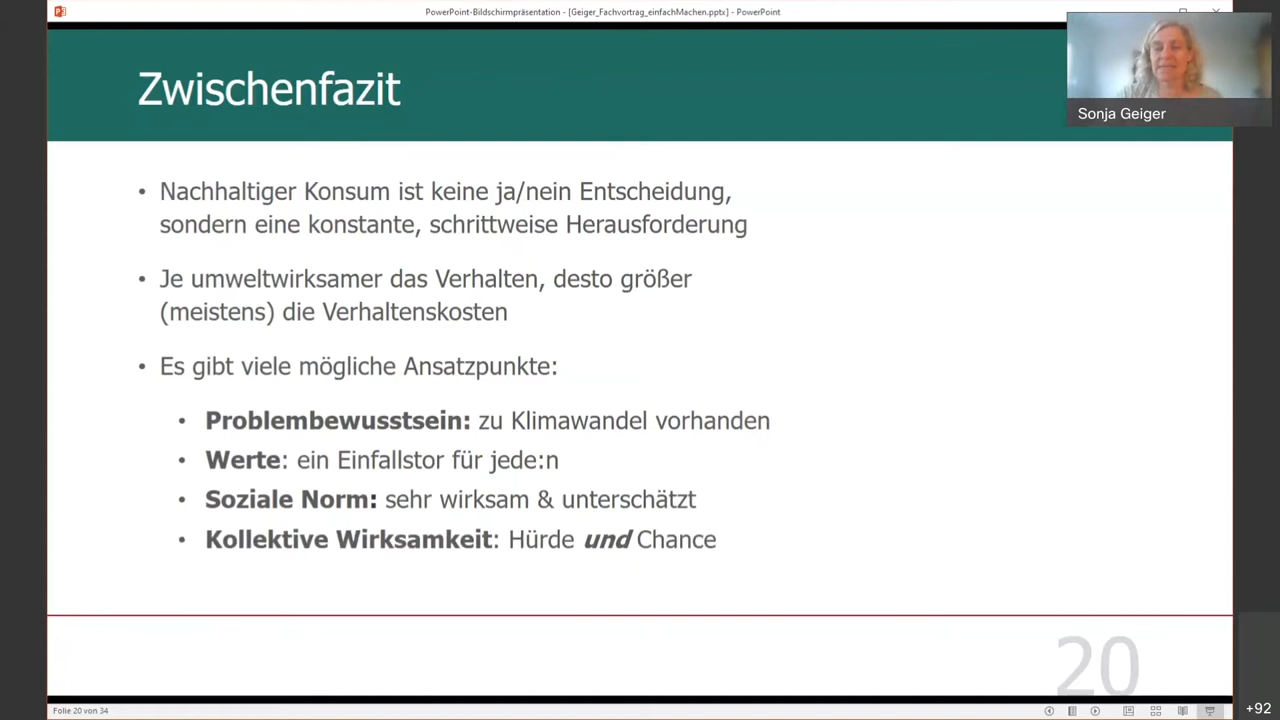 PowerPoint-Bildschirmpräsentation - [Geiger_Fachvortrag_einfachMachen.pptx] - PowerPoint
Zwischenfazit
Sonja Geiger
• Nachhaltiger Konsum ist keine ja/nein Entscheidung,
sondern eine konstante, schrittweise Herausforderung
• Je umweltwirksamer das Verhalten, desto größer
(meistens) die Verhaltenskosten
• Es gibt viele mögliche Ansatzpunkte:
• Problembewusstsein: zu Klimawandel vorhanden
• Werte: ein Einfallstor für jede:n
• Soziale Norm: sehr wirksam & unterschätzt
• Kollektive Wirksamkeit: Hürde und Chance
20
Folie 20 von 34
+92